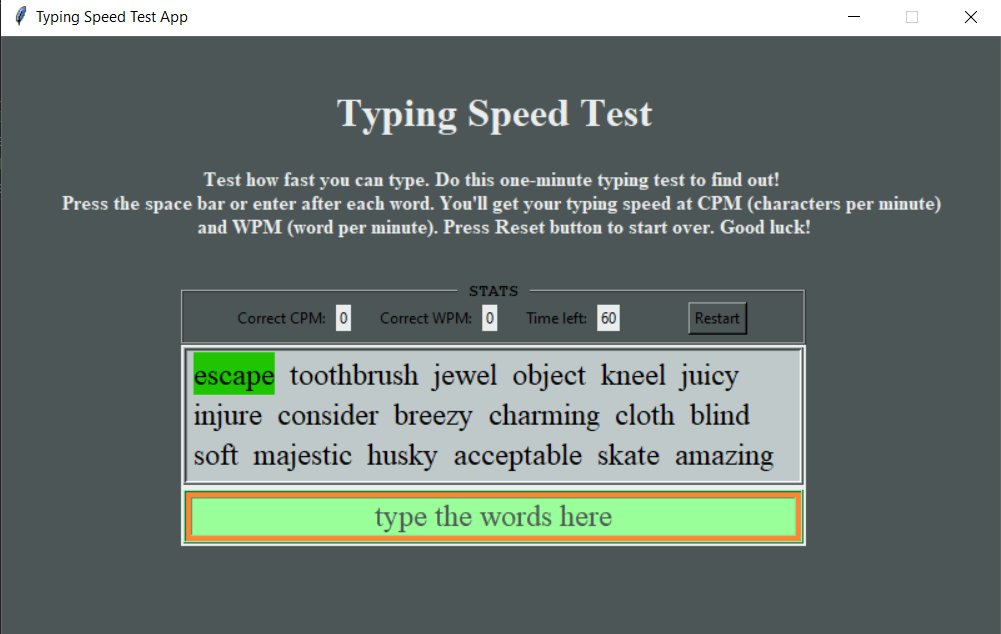 Typing Speed Test App
Typing Speed Test
Test how fast you can type. Do this one-minute typing test to find out!
Press the space bar or enter after each word. You'll get your typing speed at CPM (characters per minute)
and WPM (word per minute). Press Reset button to start over. Good luck!
STATS
Correct CPM: 0 Correct WPM: 0 Time left: 60 Restart
escape toothbrush jewel object kneel juicy
injure consider breezy charming cloth blind
soft majestic husky acceptable skate amazing
type the words here